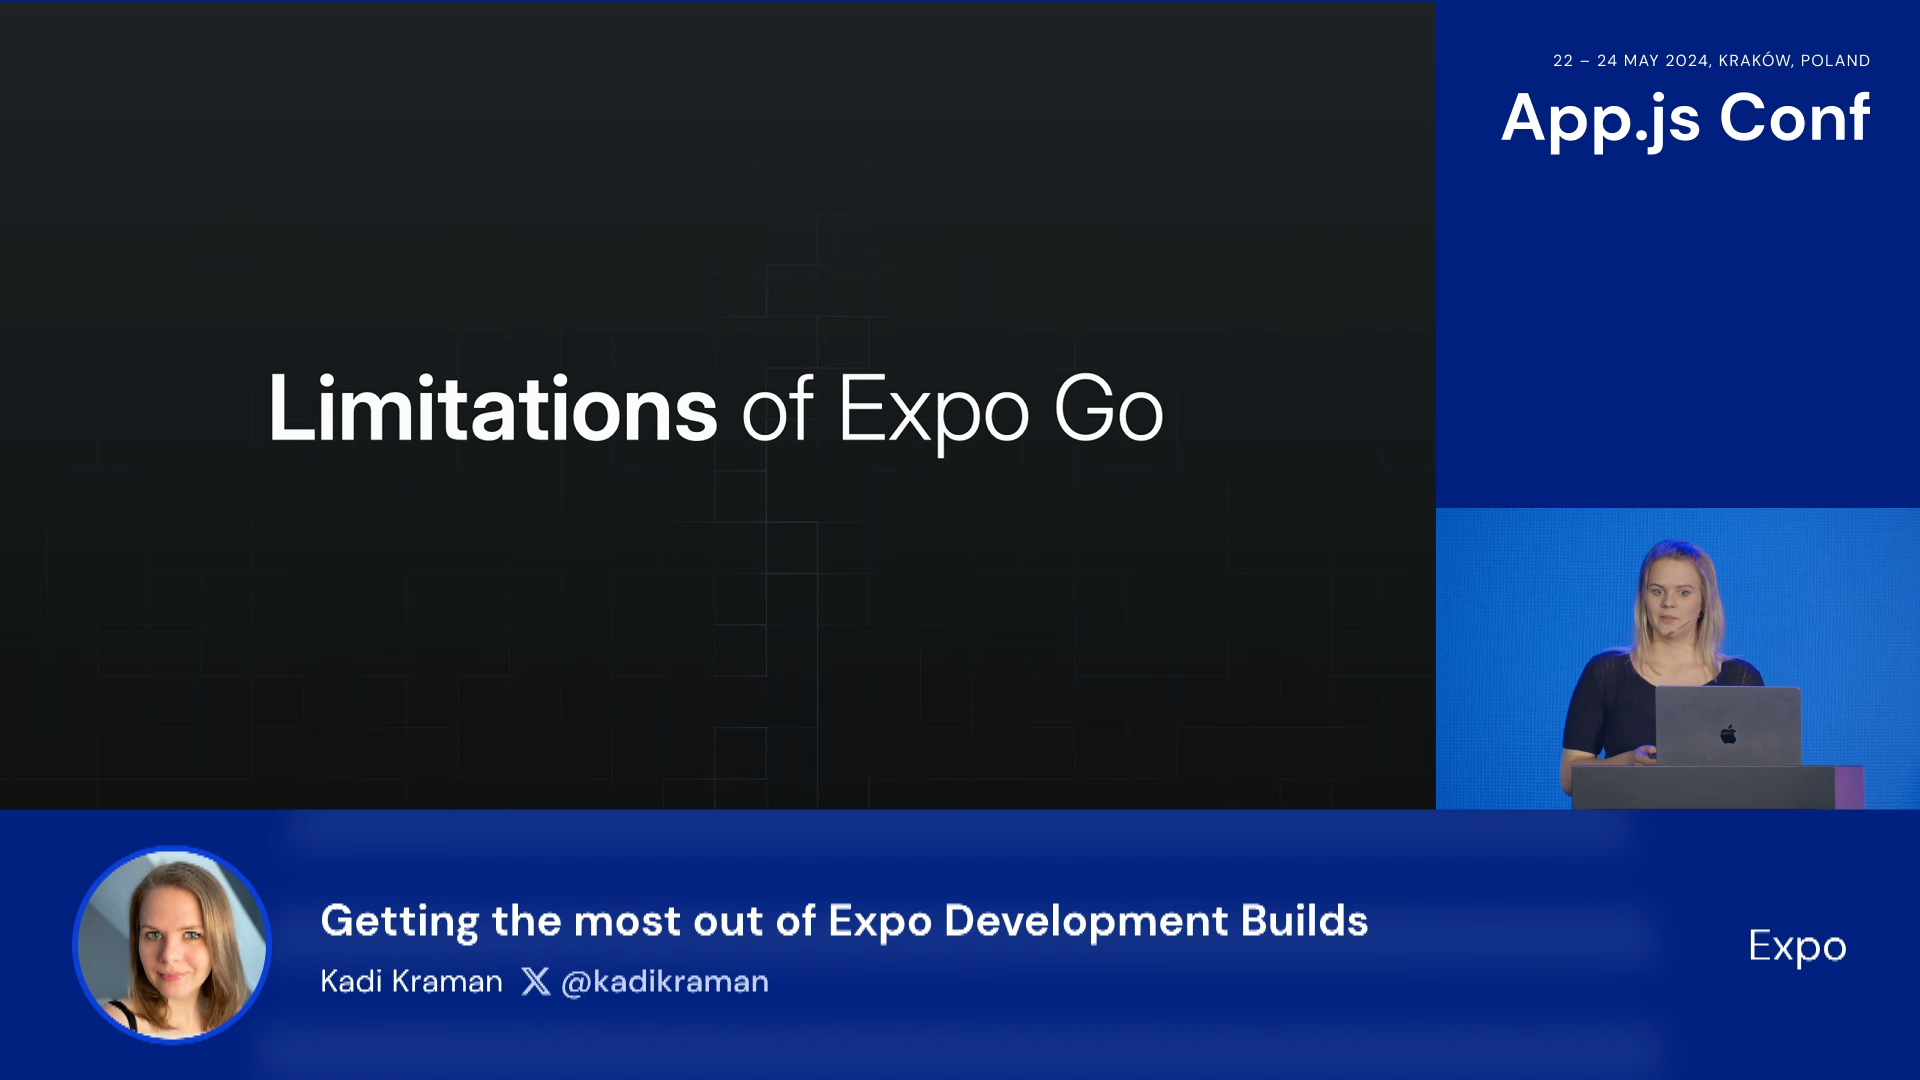 22 – 24 MAY 2024, KRAKÓW, POLAND
App.js Conf
Limitations of Expo Go
Getting the most out of Expo Development Builds
Kadi Kraman X @kadikraman
Expo